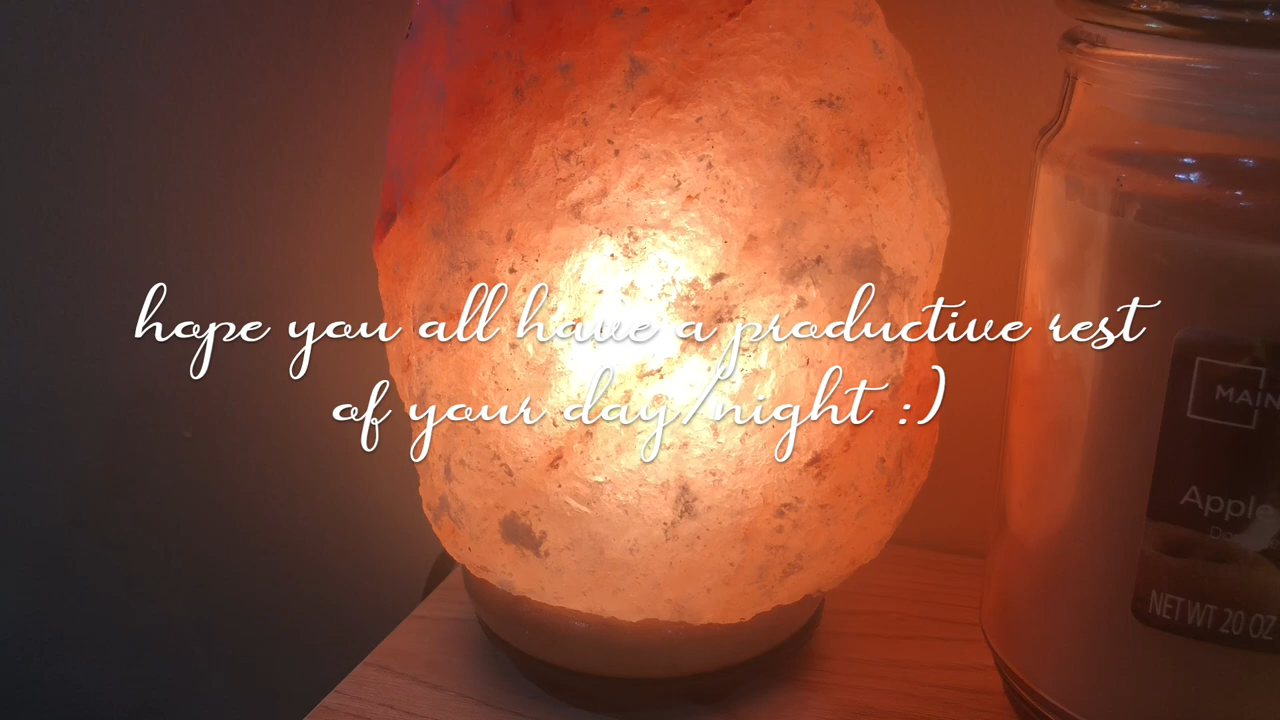 hope you all have a productive rest
of your day/night :)
MAIN
Apple
NET WT 20 OZ